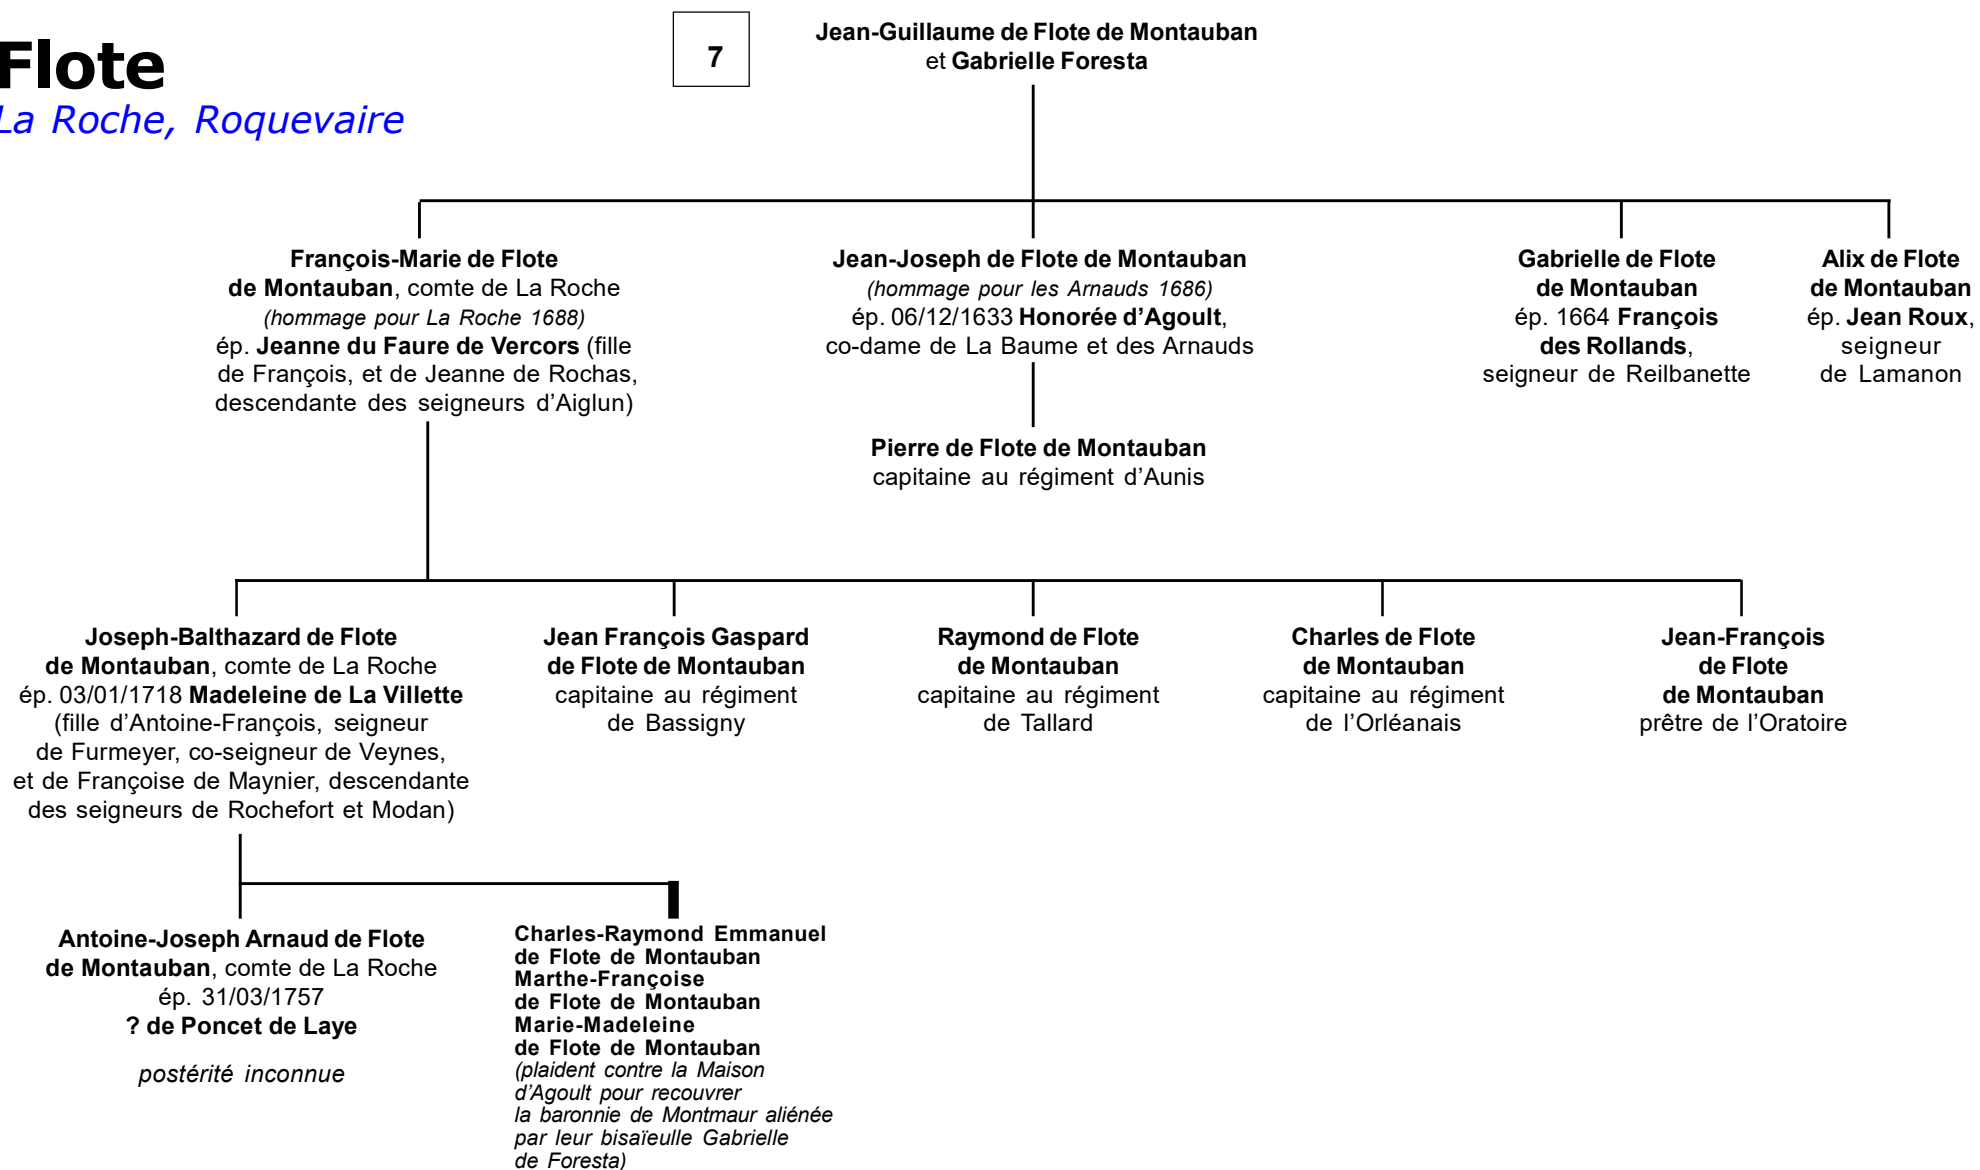 Flote
La Roche, Roquevaire
7
Jean-Guillaume de Flote de Montauban
et Gabrielle Foresta
François-Marie de Flote
de Montauban, comte de La Roche
(hommage pour La Roche 1688)
ép. Jeanne du Faure de Vercors (fille
de François, et de Jeanne de Rochas,
descendante des seigneurs d’Aiglun)
Jean-Joseph de Flote de Montauban
(hommage pour les Arnauds 1686)
ép. 06/12/1633 Honorée d’Agoult,
co-dame de La Baume et des Arnauds
Gabrielle de Flote
de Montauban
ép. 1664 François
des Rollands,
seigneur de Reilbanette
Alix de Flote
de Montauban
ép. Jean Roux,
seigneur
de Lamanon
Pierre de Flote de Montauban
capitaine au régiment d’Aunis
Joseph-Balthazard de Flote
de Montauban, comte de La Roche
ép. 03/01/1718 Madeleine de La Villette
(fille d’Antoine-François, seigneur
de Furmeyer, co-seigneur de Veynes,
et de Françoise de Maynier, descendante
des seigneurs de Rochefort et Modan)
Jean François Gaspard
de Flote de Montauban
capitaine au régiment
de Bassigny
Raymond de Flote
de Montauban
capitaine au régiment
de Tallard
Charles de Flote
de Montauban
capitaine au régiment
de l’Orléanais
Jean-François
de Flote
de Montauban
prêtre de l’Oratoire
Antoine-Joseph Arnaud de Flote
de Montauban, comte de La Roche
ép. 31/03/1757
? de Poncet de Laye
postérité inconnue
Charles-Raymond Emmanuel
de Flote de Montauban
Marthe-Françoise
de Flote de Montauban
Marie-Madeleine
de Flote de Montauban
(plaident contre la Maison
d’Agoult pour recouvrer
la baronnie de Montmaur aliénée
par leur bisaïeulle Gabrielle
de Foresta)